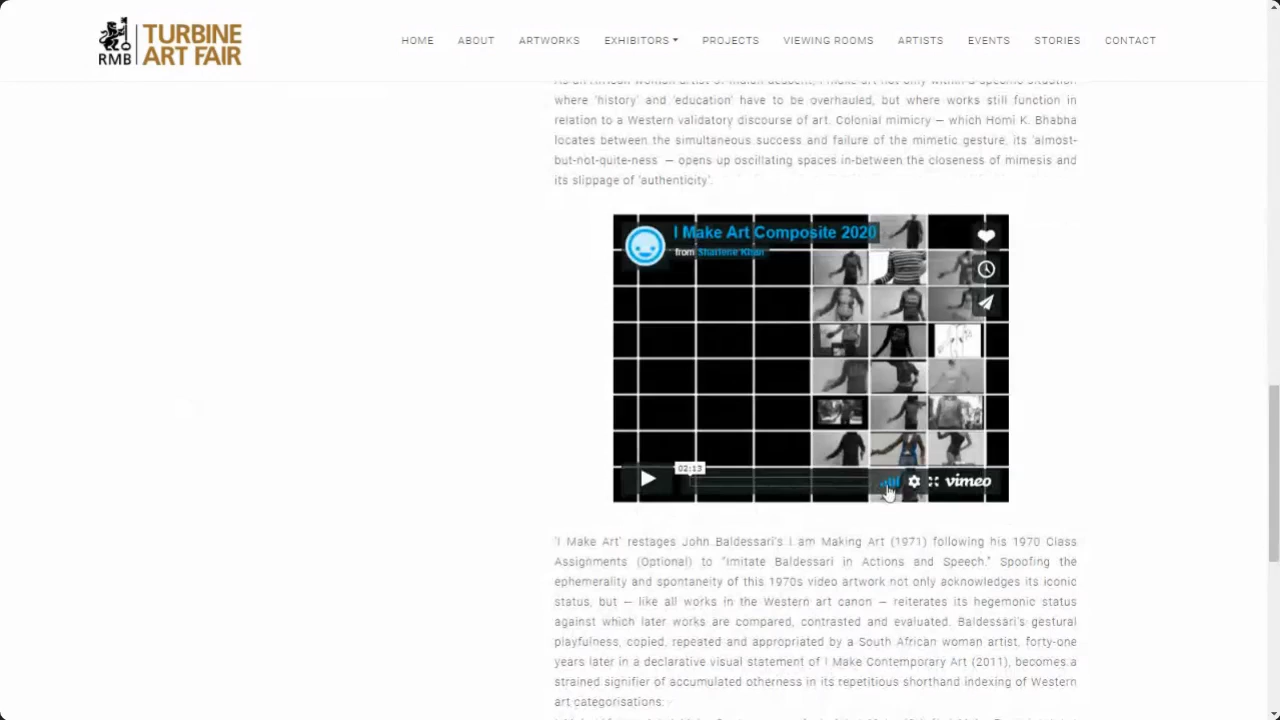 RMB
TURBINE
ART FAIR
HOME ABOUT ARTWORKS EXHIBITORS PROJECTS VIEWING ROOMS ARTISTS EVENTS STORIES CONTACT
where 'history' and 'education' have to be overhauled, but where works still function in
relation to a Western validatory discourse of art. Colonial mimicry – which Homi K. Bhabha
locates between the simultaneous success and failure of the mimetic gesture, its 'almost-
but-not-quite-ness – opens up oscillating spaces in-between the closeness of mimesis and
its slippage of 'authenticity'.
I Make Art Composite 2020
from Sharlene Khan
02:13
vimeo
'I Make Art' restages John Baldessari's I am Making Art (1971) following his 1970 Class
Assignments (Optional) to "Imitate Baldessari in Actions and Speech." Spoofing the
ephemerality and spontaneity of this 1970s video artwork not only acknowledges its iconic
status, but – like all works in the Western art canon – reiterates its hegemonic status
against which later works are compared, contrasted and evaluated. Baldessari's gestural
playfulness, copied, repeated and appropriated by a South African woman artist, forty-one
years later in a declarative visual statement of I Make Contemporary Art (2011), becomes a
strained signifier of accumulated otherness in its repetitious shorthand indexing of Western
art categorisations: